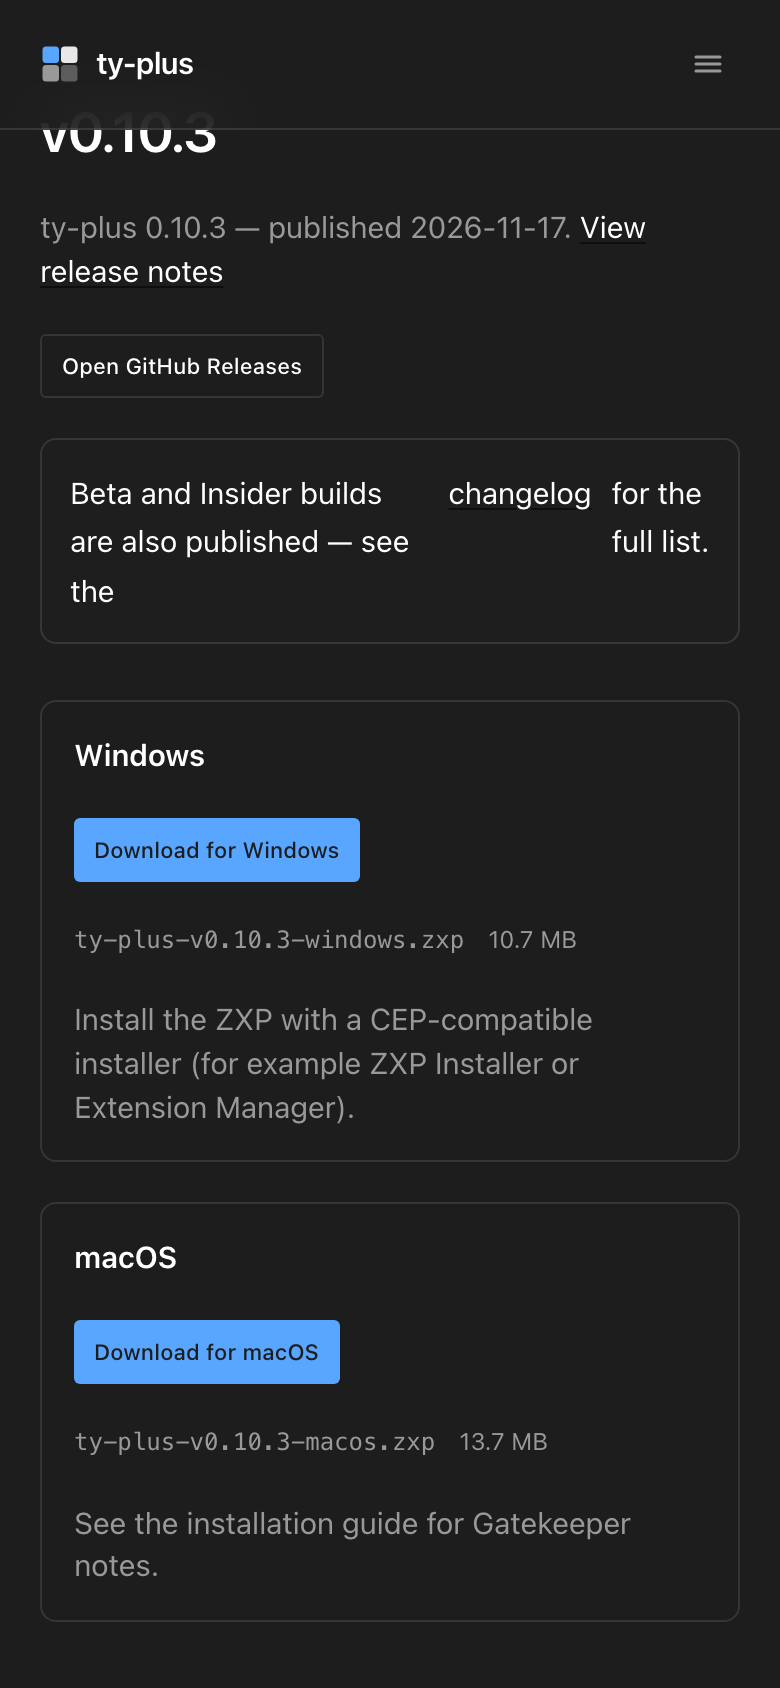 ty-plus
v0.10.3
ty-plus 0.10.3 — published 2026-11-17. View
release notes
Open GitHub Releases
Beta and Insider builds
are also published — see
the
changelog
for the
full list.
Windows
Download for Windows
ty-plus-v0.10.3-windows.zxp 10.7 MB
Install the ZXP with a CEP-compatible
installer (for example ZXP Installer or
Extension Manager).
macOS
Download for macOS
ty-plus-v0.10.3-macos.zxp 13.7 MB
See the installation guide for Gatekeeper
notes.